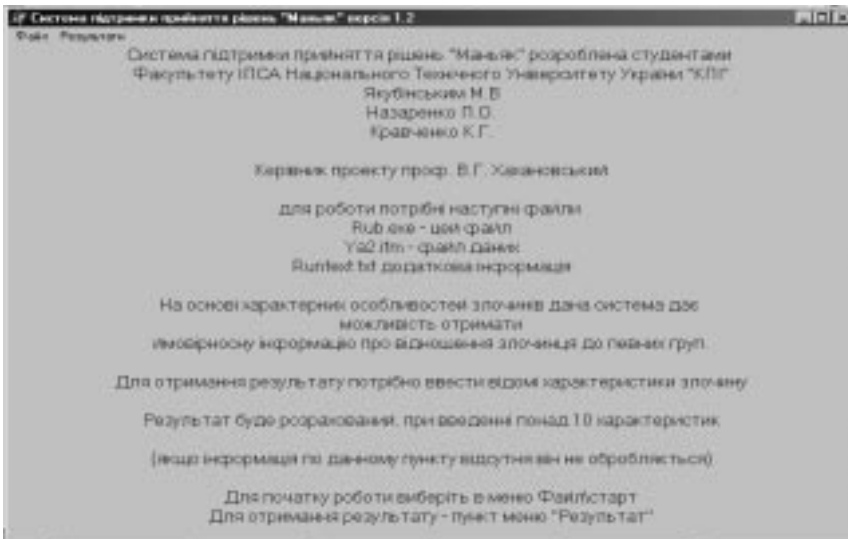 Система підтримки прийняття рішень "Маньяк" версія 1.2
Файл Результати
Система підтримки прийняття рішень "Маньяк" розроблена студентами
Факультету ІПСА Національного Технічного Університету України "КПІ"
Якубінським М.В
Назаренко П.О.
Кравченко К.Г.
Керівник проекту проф. В.Г. Хахановський
для роботи потрібні наступні файли
Rub.exe - цей файл
Ya2.itm - файл даних
Runtext.txt додаткова інформація
На основі характерних особливостей злочинів дана система дає
можливість отримати
имовірносну інформацію про відношення злочинця до певних груп.
Для отримання результату потрібно ввести відомі характеристики злочину
Результат буде розрахований, при введенні понад 10 характеристик
(якщо інформація по данному пункту відсутня він не обробляється)
Для початку роботи виберіть в меню Файл\старт
Для отримання результату - пункт меню "Результат"